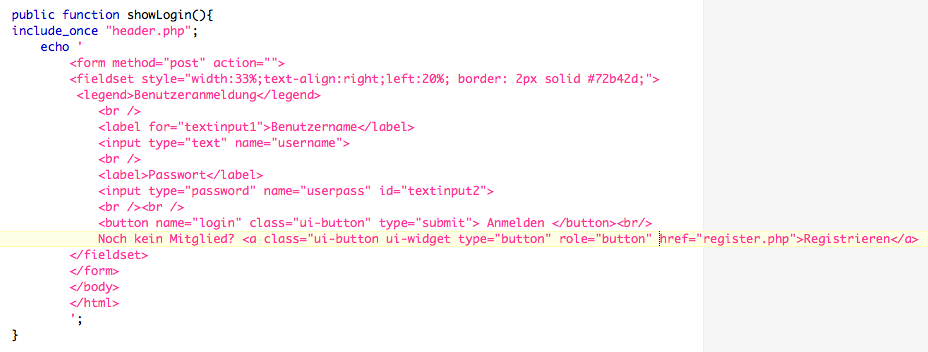 public function showLogin(){
include_once "header.php";
echo '
<form method="post" action="">
<fieldset style="width:33%;text-align:right;left:20%; border: 2px solid #72b42d;">
<legend>Benutzeranmeldung</legend>
<br />
<label for="textinput1">Benutzername</label>
<input type="text" name="username">
<br />
<label>Passwort</label>
<input type="password" name="userpass" id="textinput2">
<br /><br />
<button name="login" class="ui-button" type="submit"> Anmelden </button><br/>
Noch kein Mitglied? <a class="ui-button ui-widget type="button" role="button" href="register.php">Registrieren</a>
</fieldset>
</form>
</body>
</html>
';
}